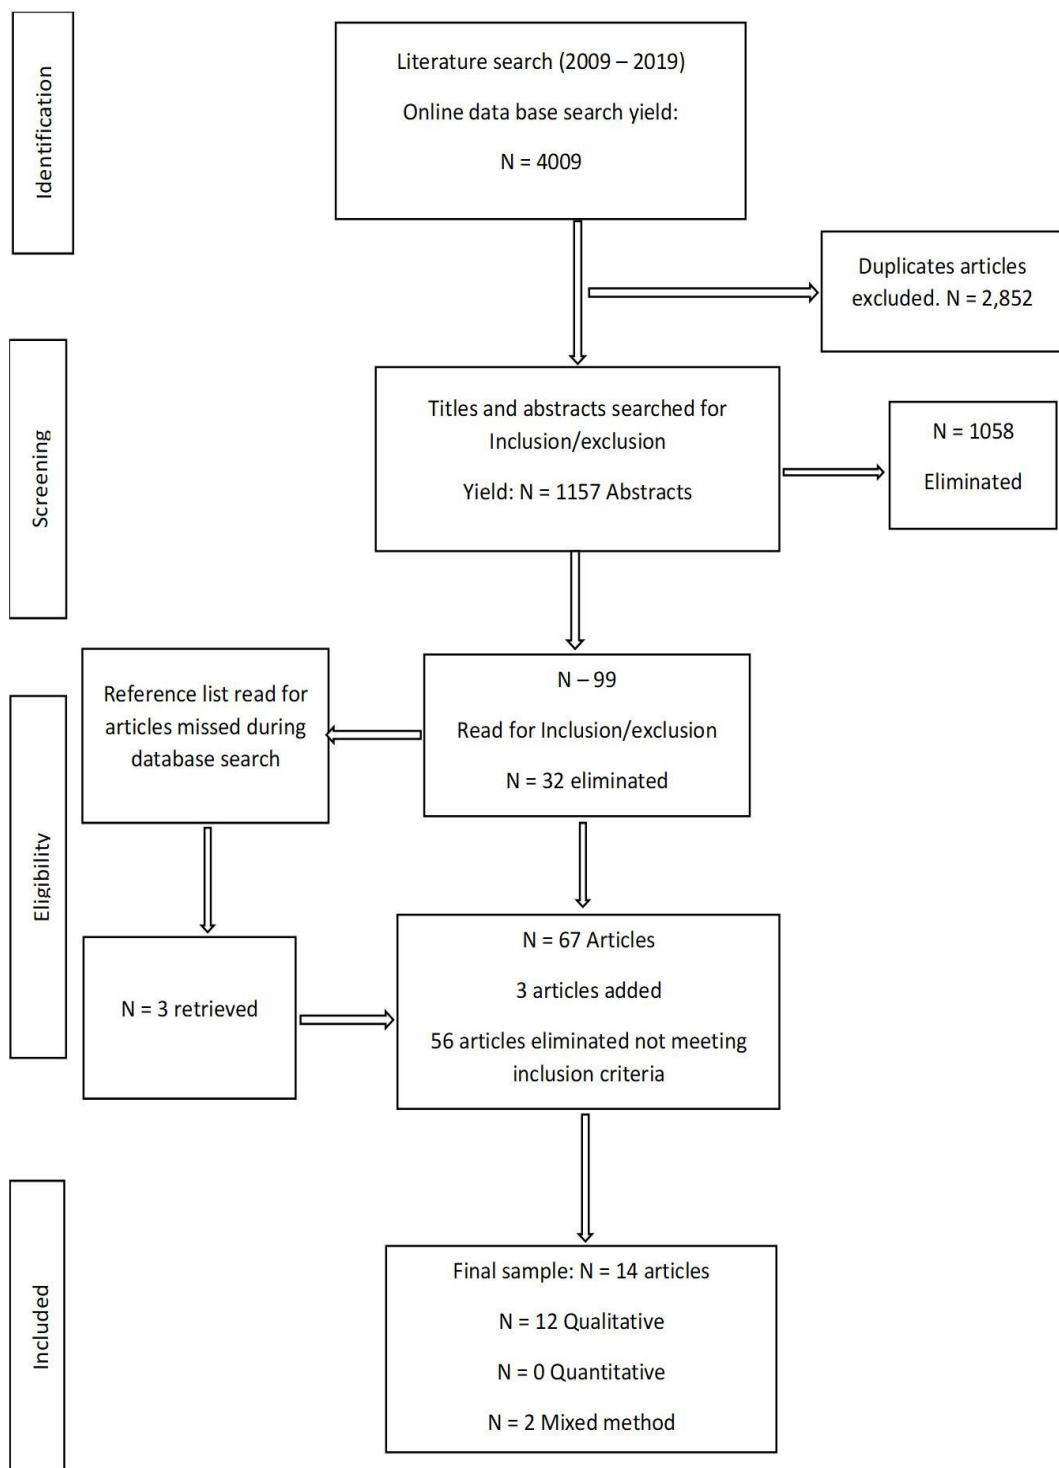 Identification
Literature search (2009 – 2019)
Online data base search yield:
N = 4009
Duplicates articles
excluded. N = 2,852
Screening
Titles and abstracts searched for
Inclusion/exclusion
Yield: N = 1157 Abstracts
N = 1058
Eliminated
Eligibility
Reference list read for
articles missed during
database search
N – 99
Read for Inclusion/exclusion
N = 32 eliminated
N = 3 retrieved
N = 67 Articles
3 articles added
56 articles eliminated not meeting
inclusion criteria
Included
Final sample: N = 14 articles
N = 12 Qualitative
N = 0 Quantitative
N = 2 Mixed method